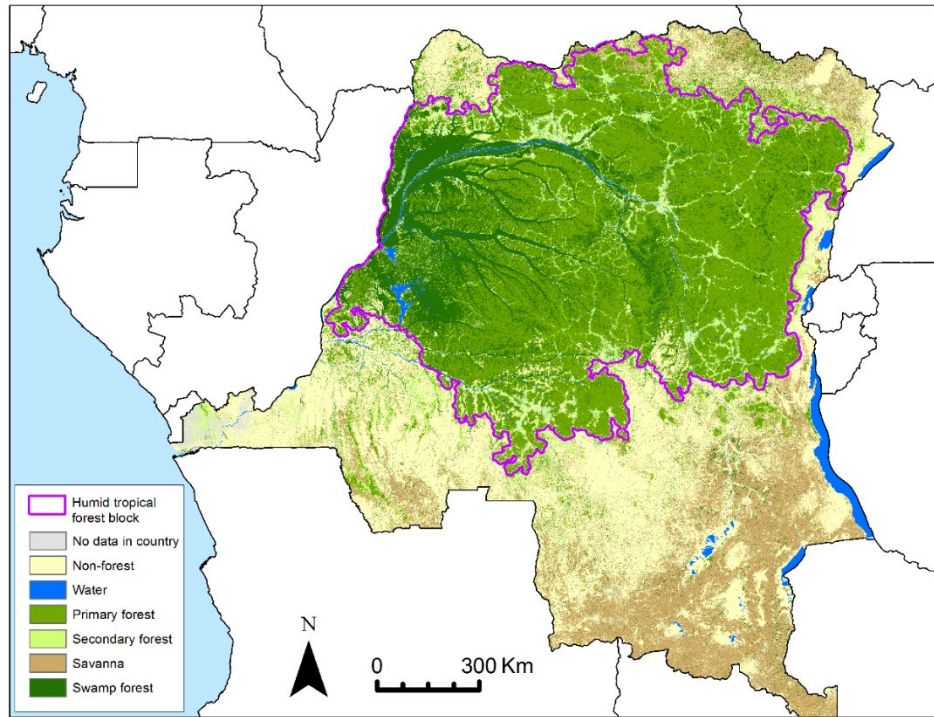 Humid tropical
forest block
No data in country
Non-forest
Water
Primary forest
Secondary forest
Savanna
Swamp forest
N
0 300 Km